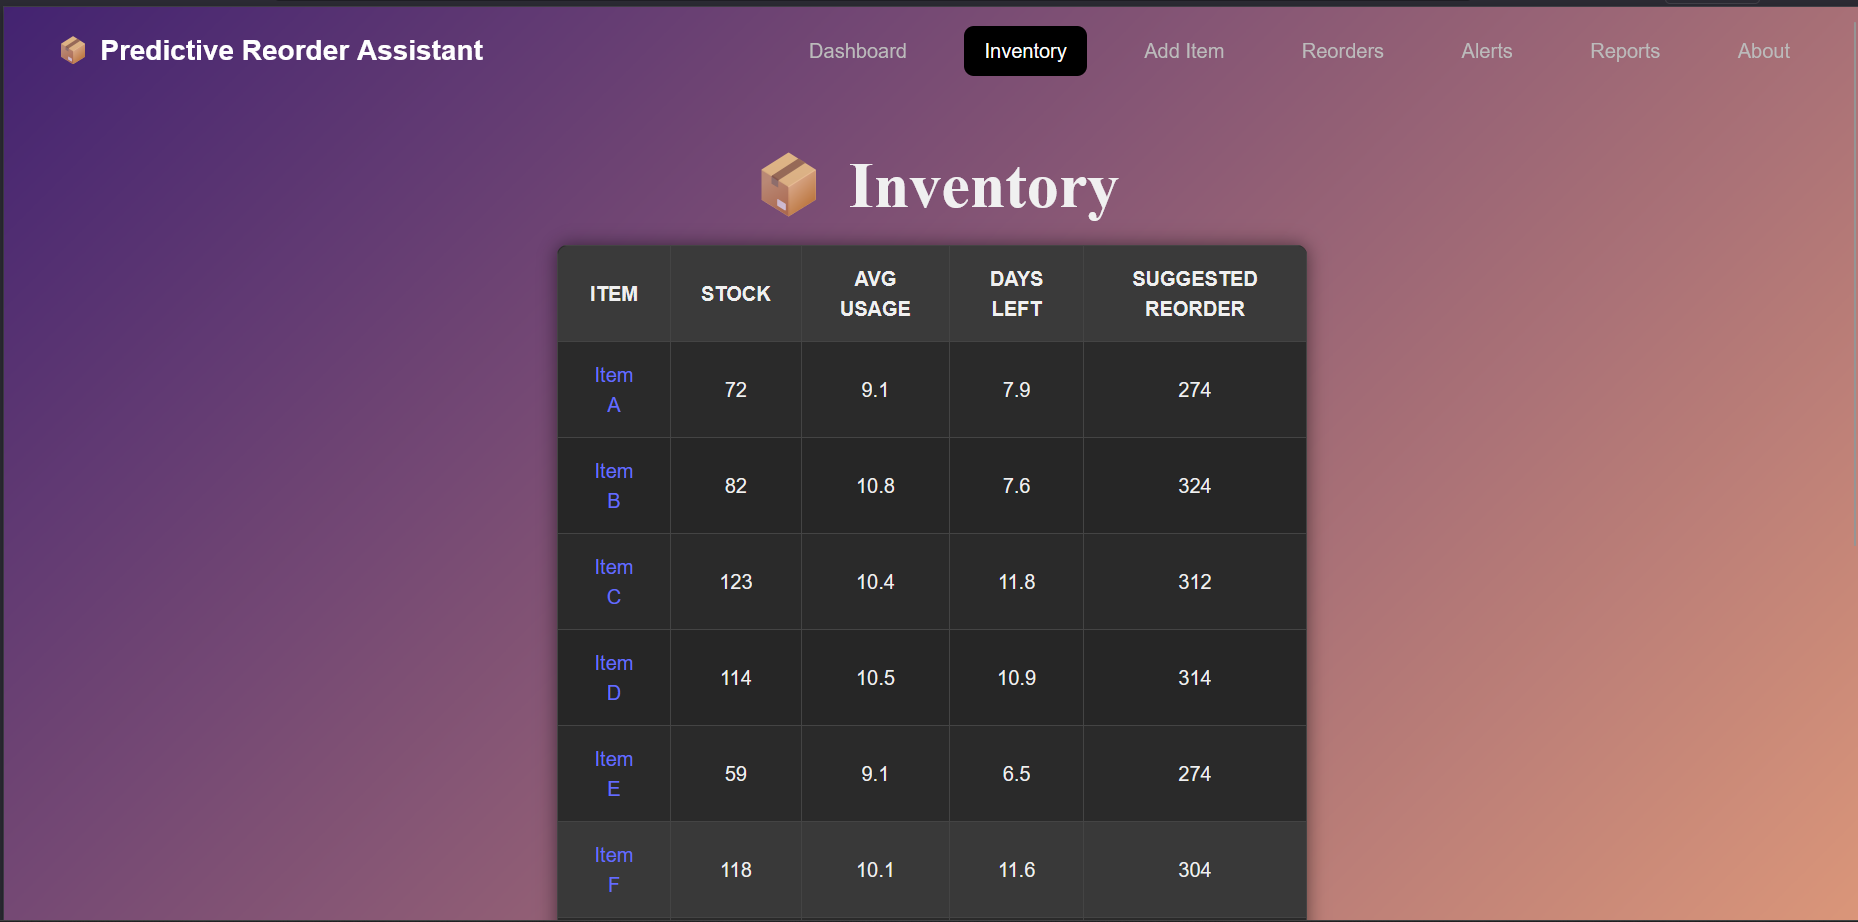 Predictive Reorder Assistant
Dashboard Inventory Add Item Reorders Alerts Reports About
Inventory
ITEM STOCK AVG USAGE DAYS LEFT SUGGESTED REORDER
Item A 72 9.1 7.9 274
Item B 82 10.8 7.6 324
Item C 123 10.4 11.8 312
Item D 114 10.5 10.9 314
Item E 59 9.1 6.5 274
Item F 118 10.1 11.6 304